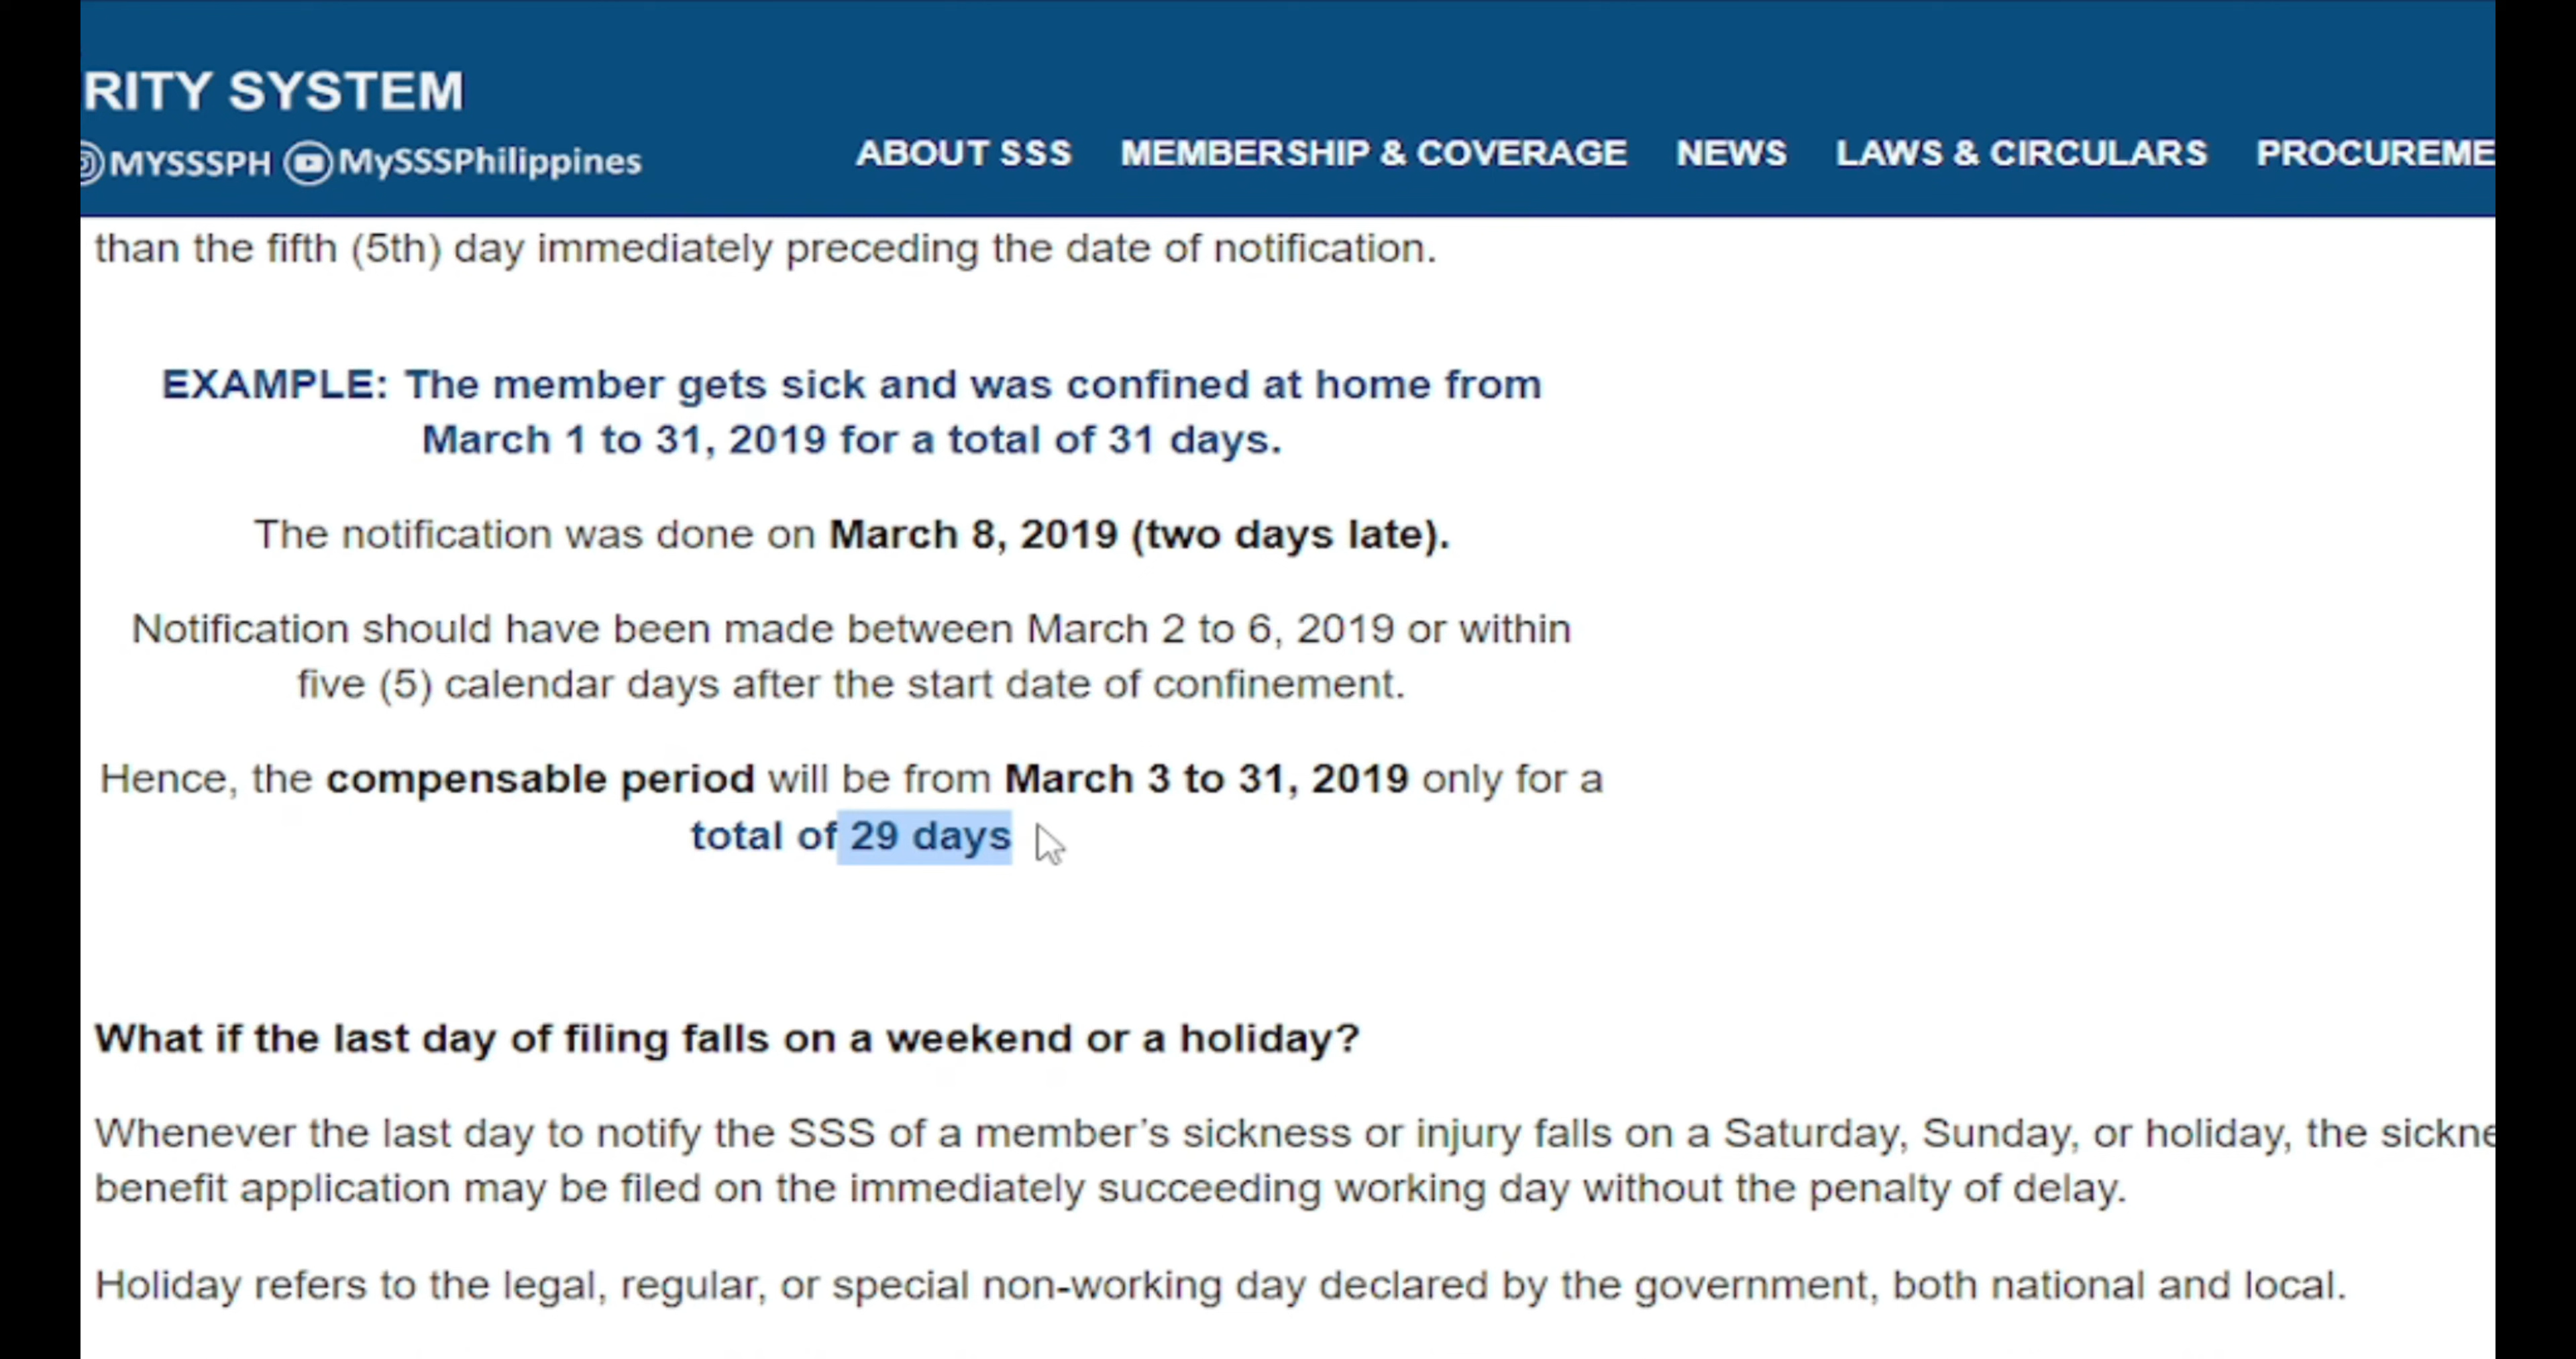 RITY SYSTEM
MYSSSPH MySSSPhilippines
ABOUT SSS MEMBERSHIP & COVERAGE NEWS LAWS & CIRCULARS PROCUREME
than the fifth (5th) day immediately preceding the date of notification.
EXAMPLE: The member gets sick and was confined at home from
March 1 to 31, 2019 for a total of 31 days.
The notification was done on March 8, 2019 (two days late).
Notification should have been made between March 2 to 6, 2019 or within
five (5) calendar days after the start date of confinement.
Hence, the compensable period will be from March 3 to 31, 2019 only for a
total of 29 days
What if the last day of filing falls on a weekend or a holiday?
Whenever the last day to notify the SSS of a member’s sickness or injury falls on a Saturday, Sunday, or holiday, the sickne
benefit application may be filed on the immediately succeeding working day without the penalty of delay.
Holiday refers to the legal, regular, or special non-working day declared by the government, both national and local.